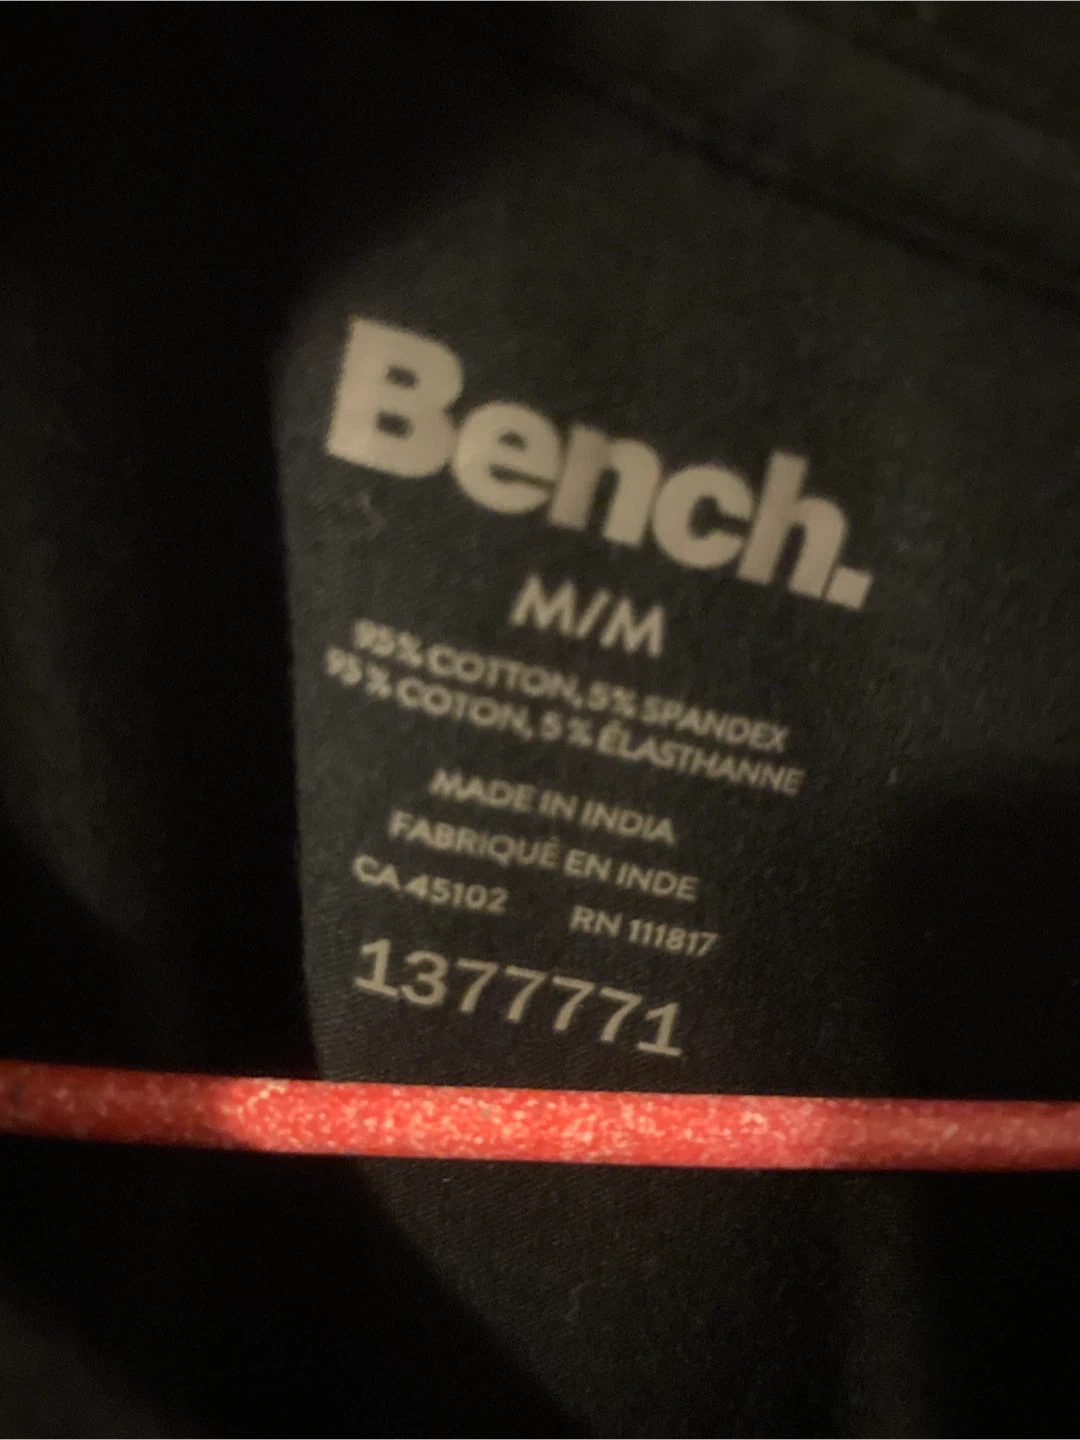 Bench.
M/M
95% COTTON, 5% SPANDEX
95% COTON, 5% ÉLASTHANNE
MADE IN INDIA
FABRIQUÉ EN INDE
CA 45102 RN 111817
1377771